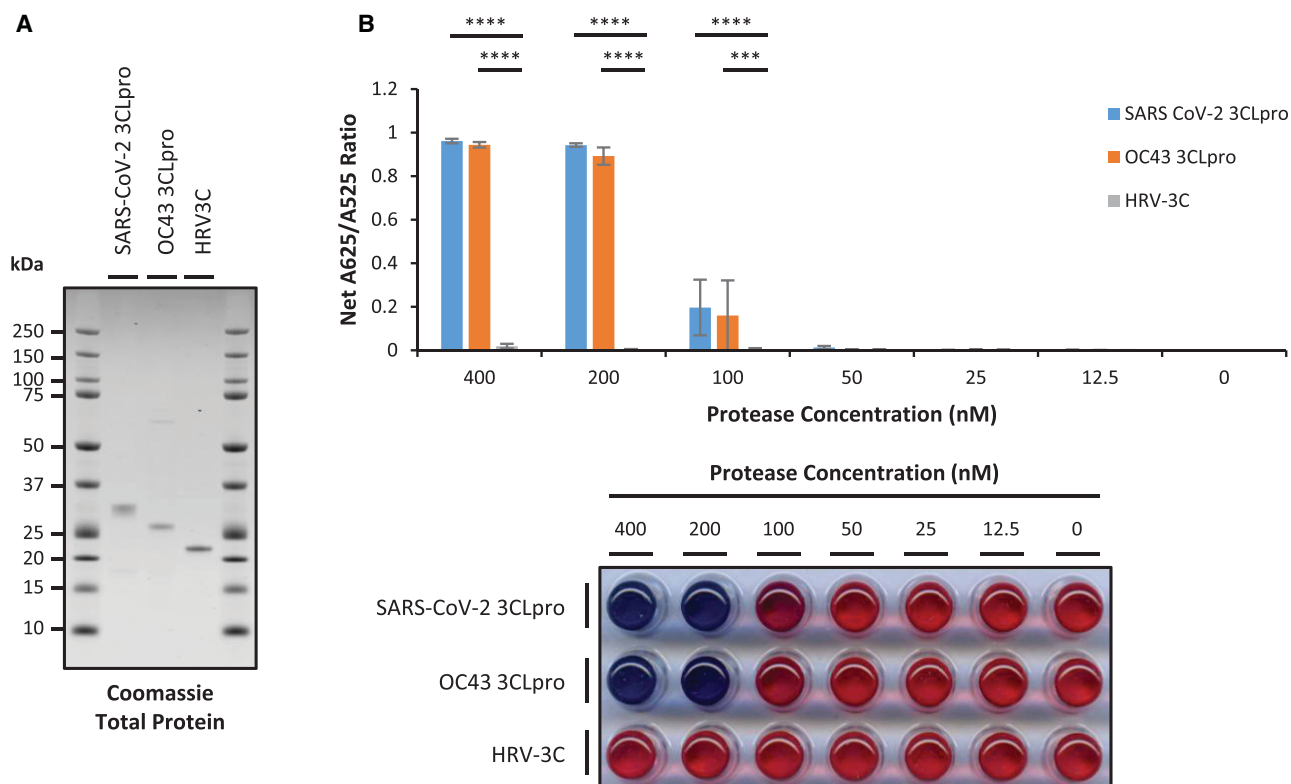 A
SARS-CoV-2 3CLpro
OC43 3CLpro
HRV3C
kDa
250
150
100
75
50
37
25
20
15
10
Coomassie
Total Protein
B
**** **** ****
**** **** ***
1.2
1
0.8
0.6
0.4
0.2
0
Net A625/A525 Ratio
400 200 100 50 25 12.5 0
Protease Concentration (nM)
SARS CoV-2 3CLpro
OC43 3CLpro
HRV-3C
Protease Concentration (nM)
400 200 100 50 25 12.5 0
SARS-CoV-2 3CLpro
OC43 3CLpro
HRV-3C